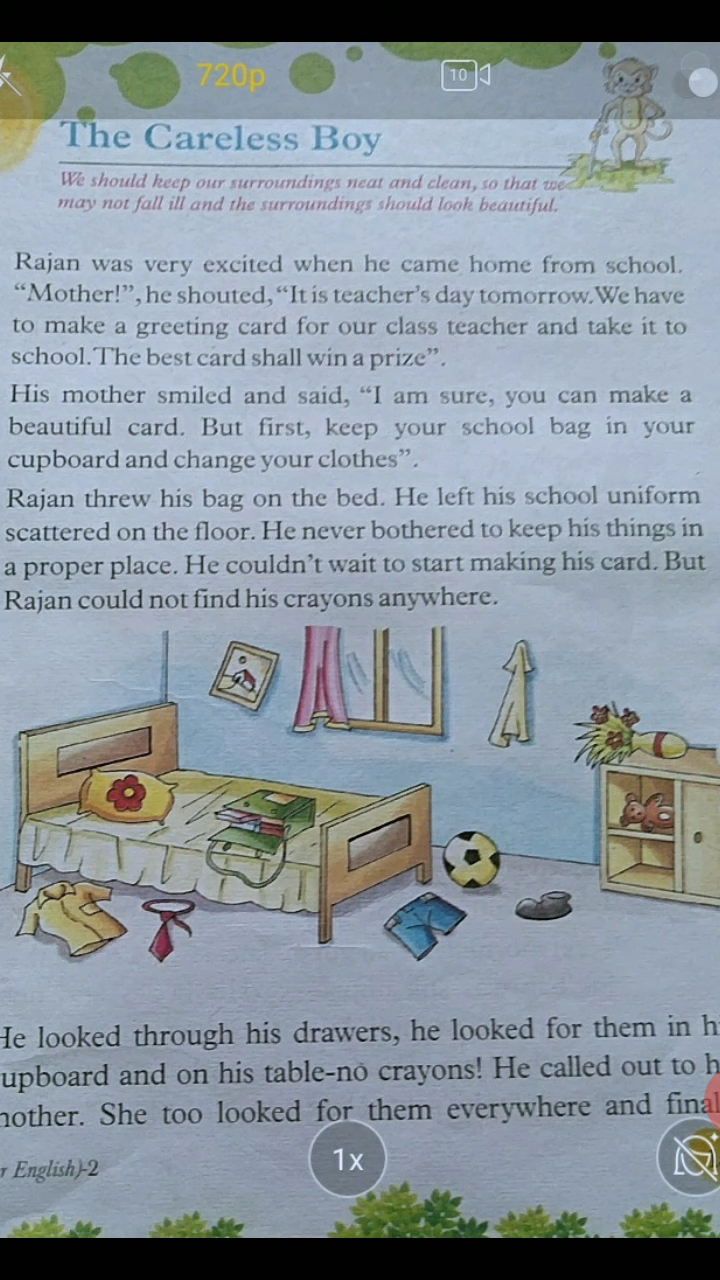 720p
10
The Careless Boy
We should keep our surroundings neat and clean, so that we
may not fall ill and the surroundings should look beautiful.
Rajan was very excited when he came home from school.
“Mother!”, he shouted, “It is teacher’s day tomorrow. We have
to make a greeting card for our class teacher and take it to
school. The best card shall win a prize”.
His mother smiled and said, “I am sure, you can make a
beautiful card. But first, keep your school bag in your
cupboard and change your clothes”.
Rajan threw his bag on the bed. He left his school uniform
scattered on the floor. He never bothered to keep his things in
a proper place. He couldn’t wait to start making his card. But
Rajan could not find his crayons anywhere.
He looked through his drawers, he looked for them in h
upboard and on his table-no crayons! He called out to h
nother. She too looked for them everywhere and final
1x
r English)-2